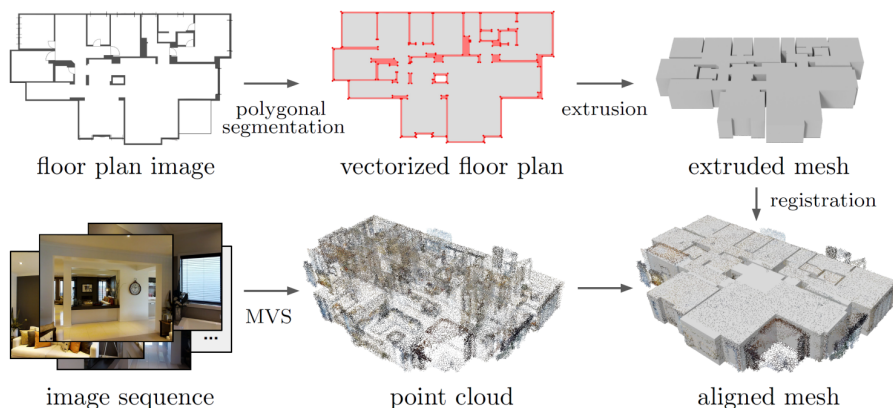 polygonal
segmentation
extrusion
floor plan image
vectorized floor plan
extruded mesh
registration
MVS
...
image sequence
point cloud
aligned mesh